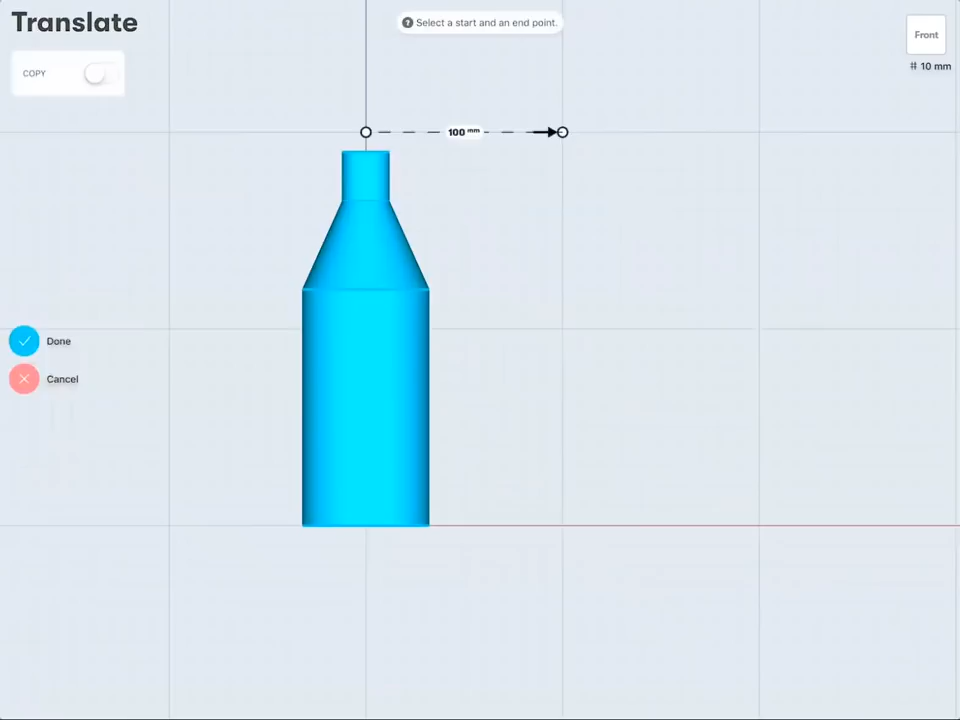 Translate
Select a start and an end point.
Front
# 10 mm
COPY
100 mm
Done
Cancel